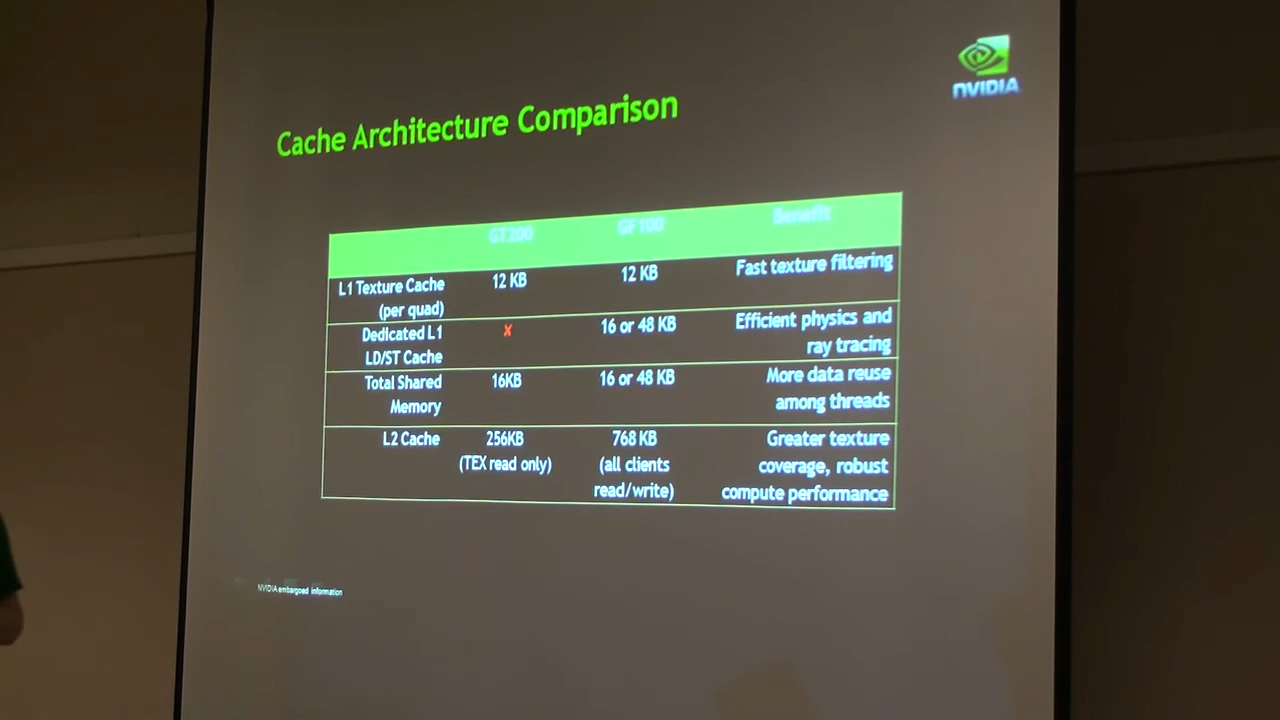 NVIDIA
Cache Architecture Comparison
GT200 GF100 Benefit
L1 Texture Cache
(per quad)
12 KB
12 KB
Fast texture filtering
Dedicated L1
LD/ST Cache
✘
16 or 48 KB
Efficient physics and
ray tracing
Total Shared
Memory
16KB
16 or 48 KB
More data reuse
among threads
L2 Cache
256KB
(TEX read only)
768 KB
(all clients
read/write)
Greater texture
coverage, robust
compute performance
NVIDIA embargoed information